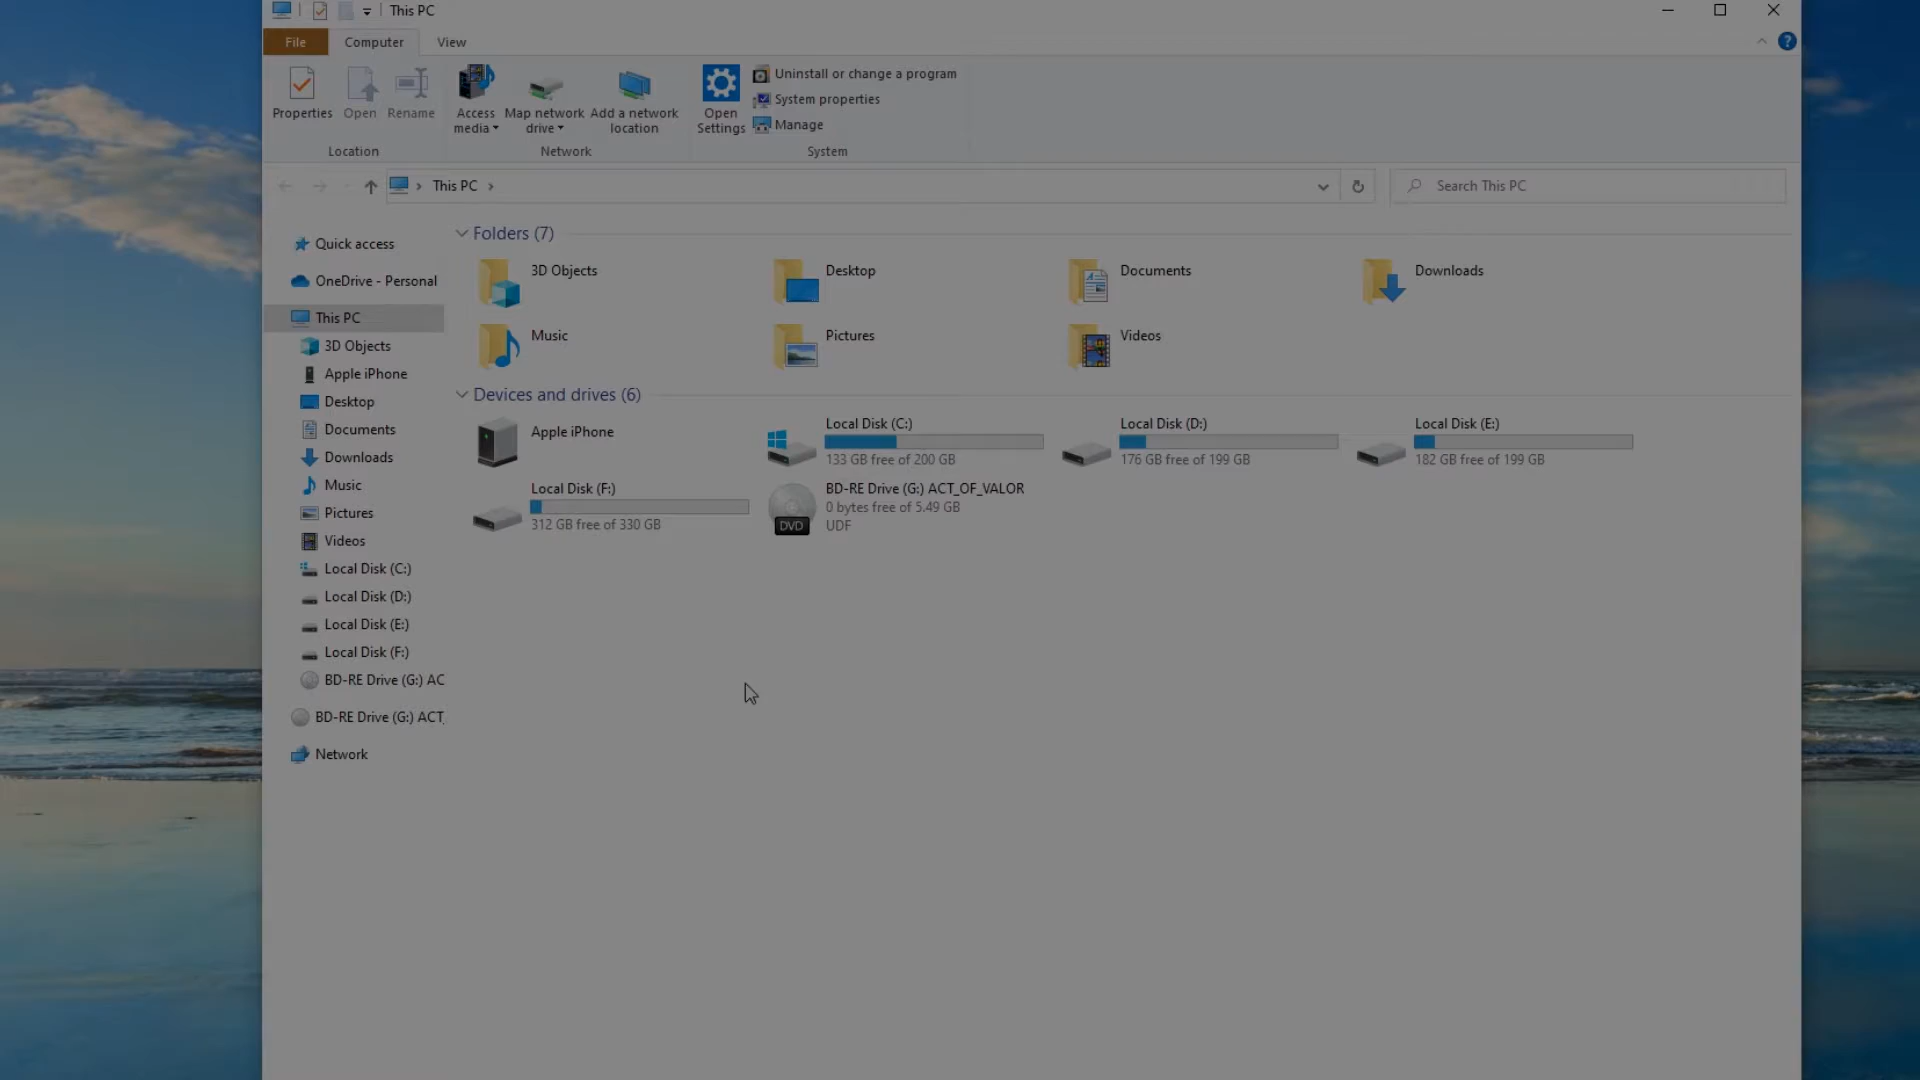 This PC
File
Computer
View
Properties
Open
Rename
Access
media
Map network
drive
Add a network
location
Open
Settings
Uninstall or change a program
System properties
Manage
Location
Network
System
This PC
Search This PC
Quick access
OneDrive - Personal
This PC
3D Objects
Apple iPhone
Desktop
Documents
Downloads
Music
Pictures
Videos
Local Disk (C:)
Local Disk (D:)
Local Disk (E:)
Local Disk (F:)
BD-RE Drive (G:) AC
BD-RE Drive (G:) ACT_
Network
Folders (7)
3D Objects
Desktop
Documents
Downloads
Music
Pictures
Videos
Devices and drives (6)
Apple iPhone
Local Disk (C:)
133 GB free of 200 GB
Local Disk (D:)
176 GB free of 199 GB
Local Disk (E:)
182 GB free of 199 GB
Local Disk (F:)
312 GB free of 330 GB
DVD
BD-RE Drive (G:) ACT_OF_VALOR
0 bytes free of 5.49 GB
UDF